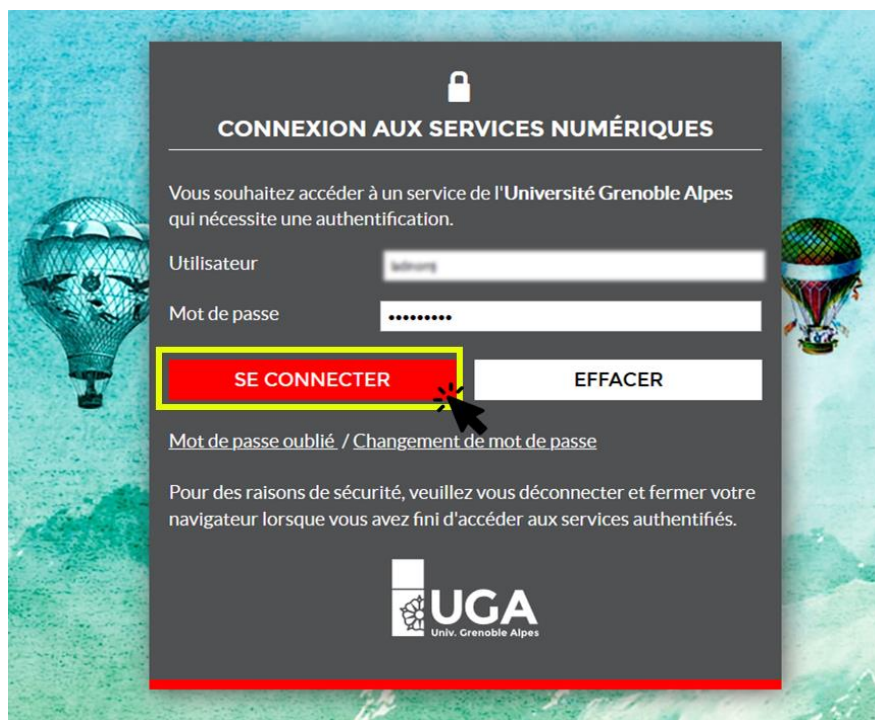 CONNEXION AUX SERVICES NUMÉRIQUES
Vous souhaitez accéder à un service de l'Université Grenoble Alpes
qui nécessite une authentification.
Utilisateur
Mot de passe •••••••••
SE CONNECTER EFFACER
Mot de passe oublié / Changement de mot de passe
Pour des raisons de sécurité, veuillez vous déconnecter et fermer votre
navigateur lorsque vous avez fini d'accéder aux services authentifiés.
UGA
Univ. Grenoble Alpes